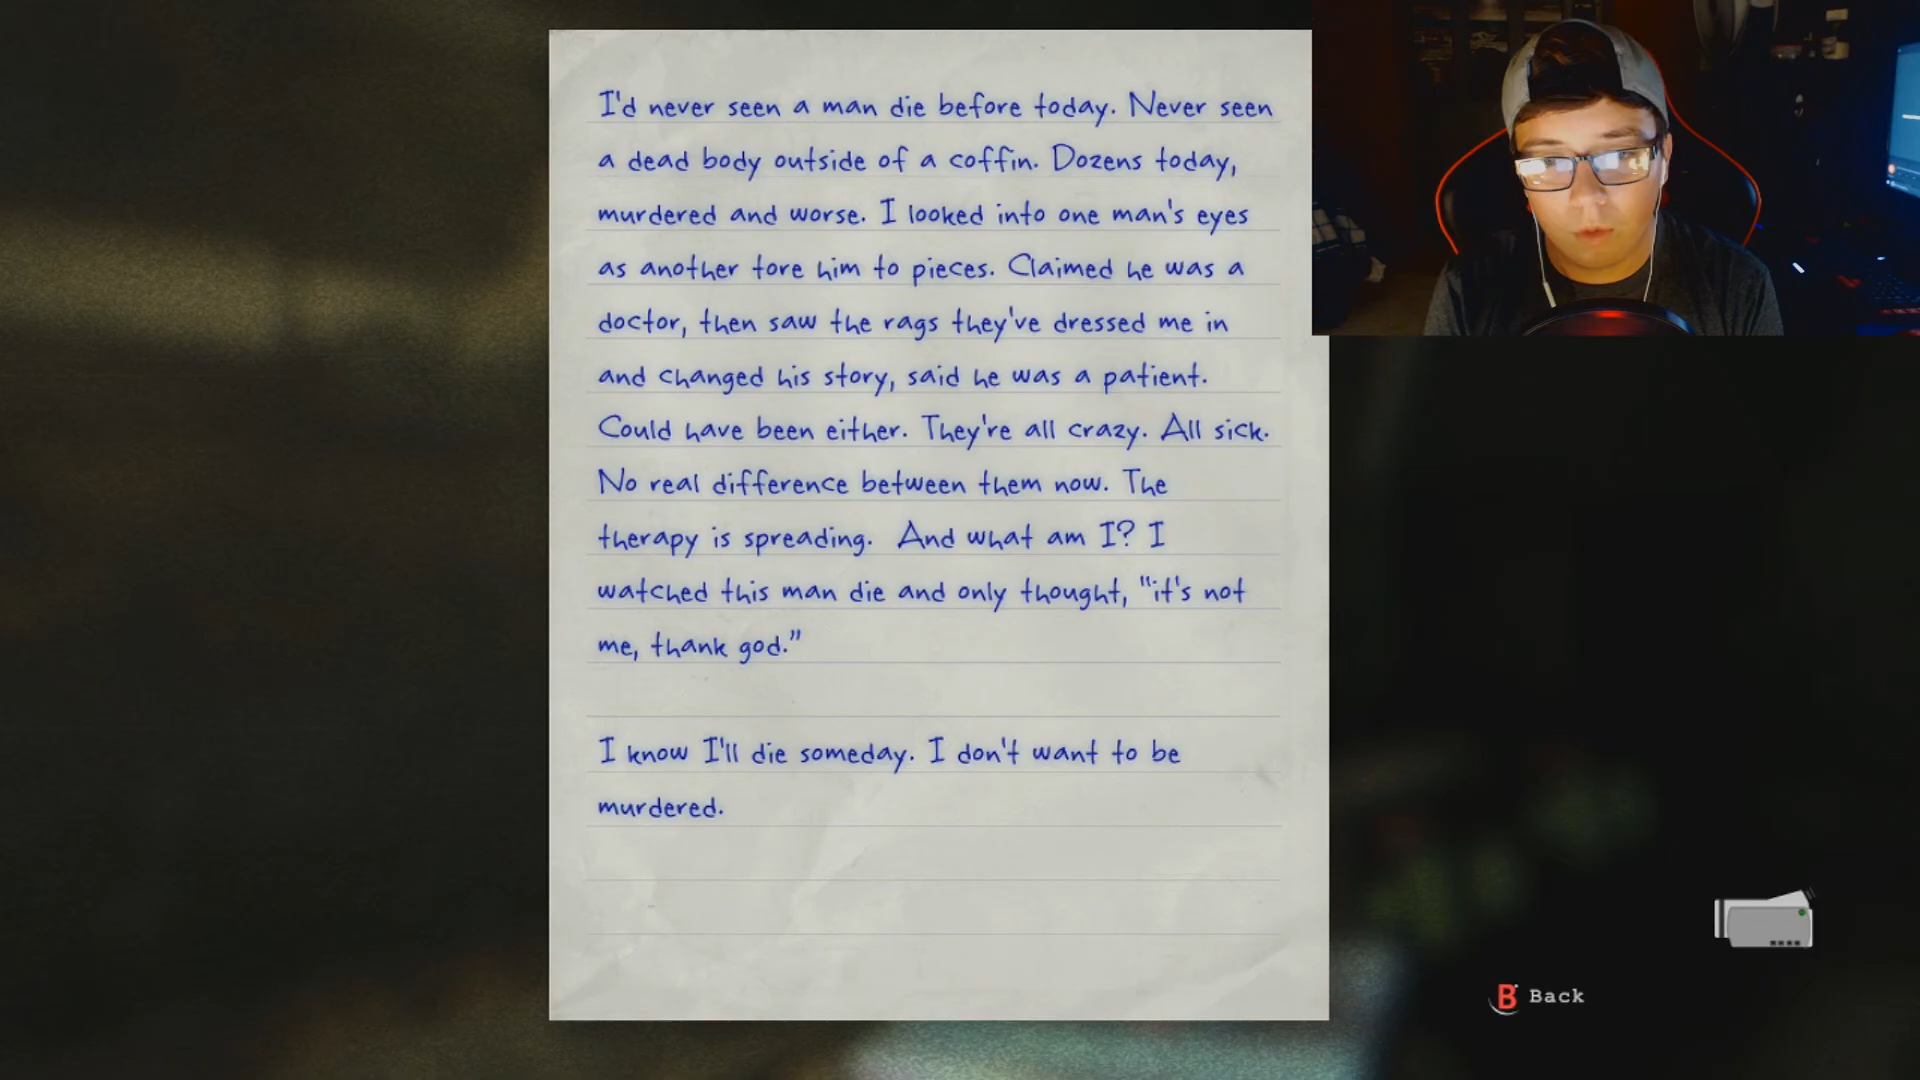 I'd never seen a man die before today. Never seen
a dead body outside of a coffin. Dozens today,
murdered and worse. I looked into one man's eyes
as another tore him to pieces. Claimed he was a
doctor, then saw the rags they've dressed me in
and changed his story, said he was a patient.
Could have been either. They're all crazy. All sick.
No real difference between them now. The
therapy is spreading. And what am I? I
watched this man die and only thought, "it's not
me, thank god."
I know I'll die someday. I don't want to be
murdered.
B Back